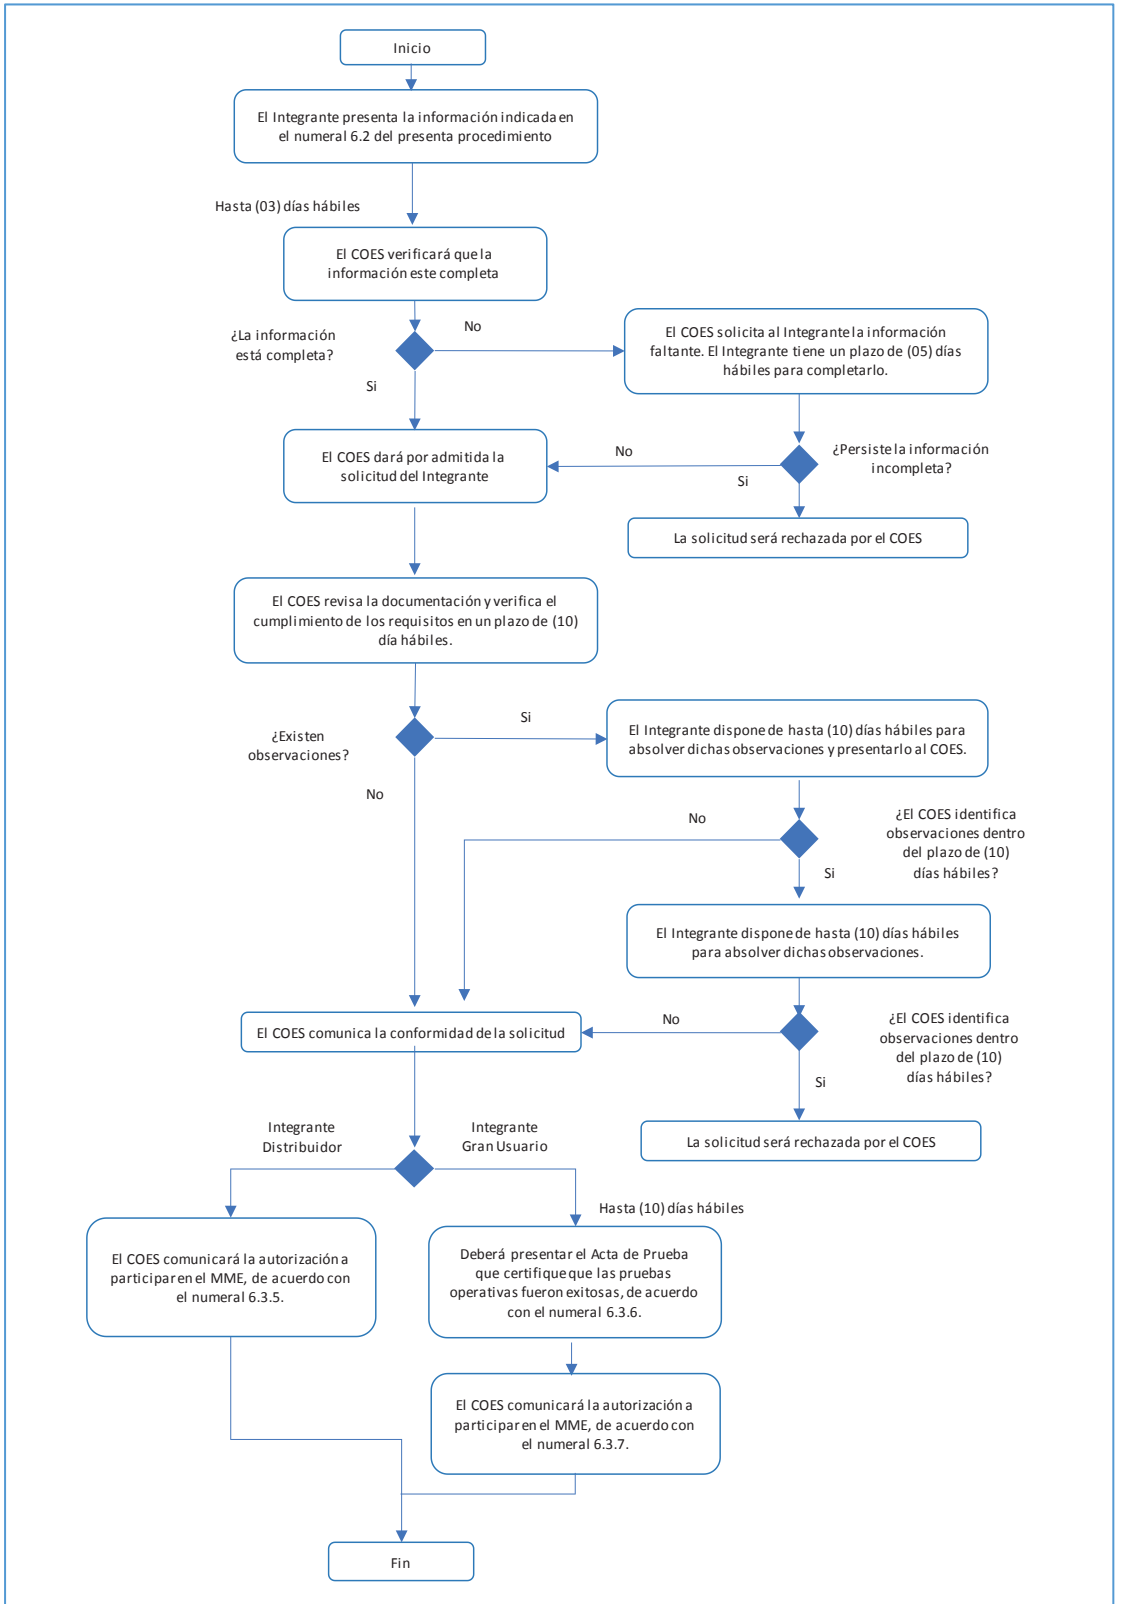 Inicio
El Integrante presenta la información indicada en
el numeral 6.2 del presenta procedimiento
Hasta (03) días hábiles
El COES verificará que la
información este completa
¿La información
está completa?
No
Si
El COES solicita al Integrante la información
faltante. El Integrante tiene un plazo de (05) días
hábiles para completarlo.
¿Persiste la información
incompleta?
No
Si
El COES dará por admitida la
solicitud del Integrante
La solicitud será rechazada por el COES
El COES revisa la documentación y verifica el
cumplimiento de los requisitos en un plazo de (10)
día hábiles.
¿Existen
observaciones?
Si
No
El Integrante dispone de hasta (10) días hábiles para
absolver dichas observaciones y presentarlo al COES.
¿El COES identifica
observaciones dentro
del plazo de (10)
días hábiles?
No
Si
El Integrante dispone de hasta (10) días hábiles
para absolver dichas observaciones.
¿El COES identifica
observaciones dentro
del plazo de (10)
días hábiles?
No
Si
El COES comunica la conformidad de la solicitud
La solicitud será rechazada por el COES
Integrante
Distribuidor
Integrante
Gran Usuario
Hasta (10) días hábiles
El COES comunicará la autorización a
participar en el MME, de acuerdo con
el numeral 6.3.5.
Deberá presentar el Acta de Prueba
que certifique que las pruebas
operativas fueron exitosas, de acuerdo
con el numeral 6.3.6.
El COES comunicará la autorización a
participar en el MME, de acuerdo con
el numeral 6.3.7.
Fin